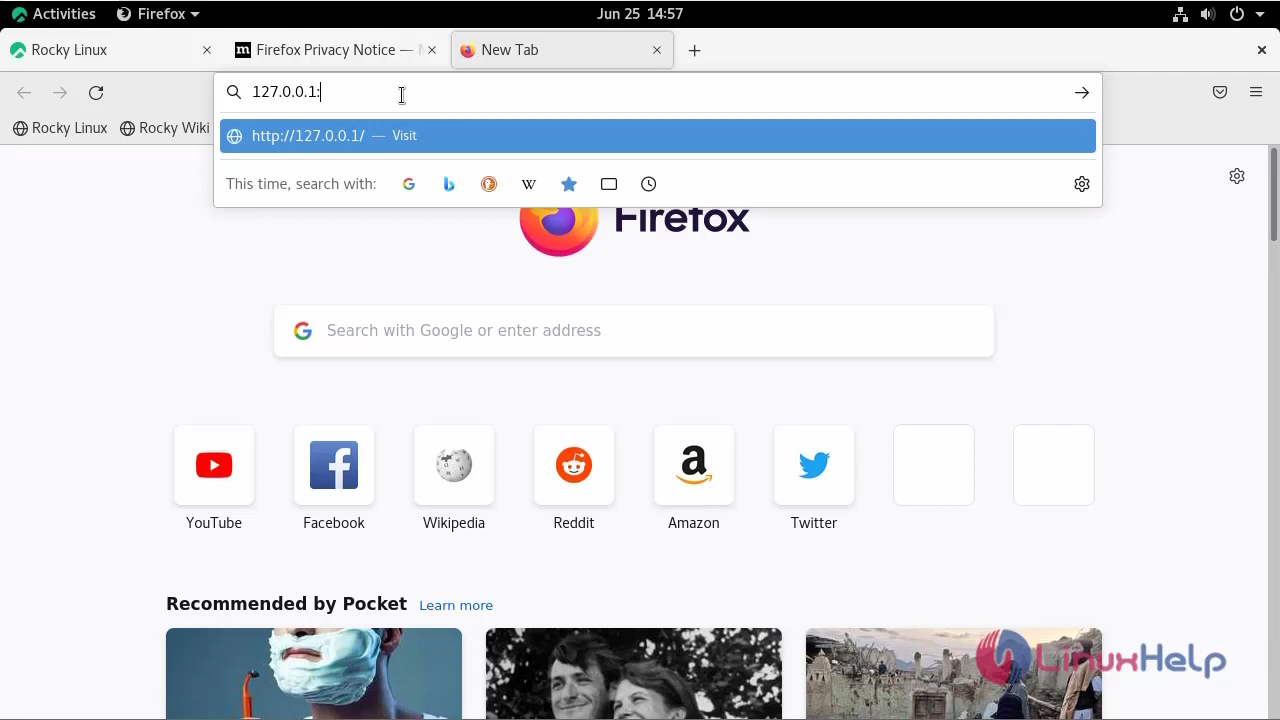 Activities Firefox Jun 25 14:57
Rocky Linux Firefox Privacy Notice — New Tab
127.0.0.1:
Rocky Linux Rocky Wiki
http://127.0.0.1/ — Visit
This time, search with:
Firefox
Search with Google or enter address
YouTube Facebook Wikipedia Reddit Amazon Twitter
Recommended by Pocket Learn more
LinuxHelp